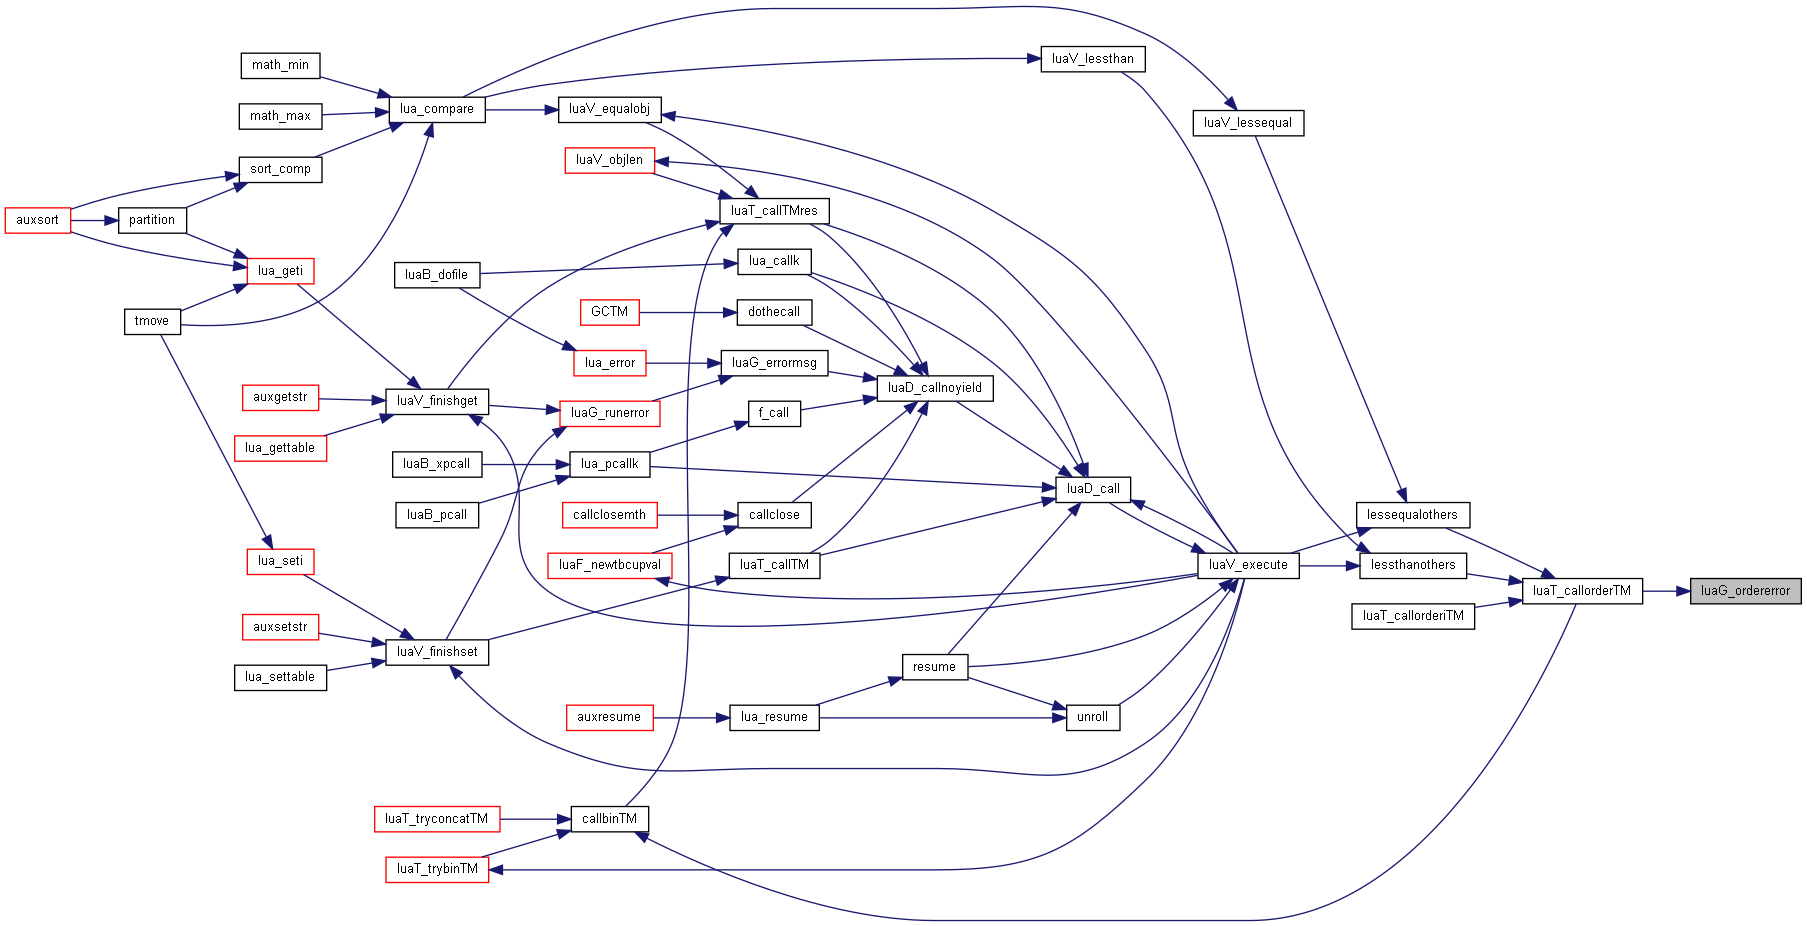 math_min
math_max
sort_comp
auxsort
partition
lua_geti
tmove
auxgetstr
lua_gettable
lua_seti
auxsetstr
lua_settable
lua_compare
luaB_dofile
luaV_finishget
luaB_xpcall
luaB_pcall
luaV_finishset
luaT_tryconcatTM
luaT_trybinTM
luaV_equalobj
luaV_objlen
GCTM
lua_error
luaG_runerror
lua_pcallk
callclosemth
luaF_newtbcupval
auxresume
callbinTM
luaT_callTMres
lua_callk
dothecall
luaG_errormsg
f_call
callclose
luaT_callTM
lua_resume
luaD_callnoyield
resume
luaV_lessthan
luaD_call
unroll
luaV_lessequal
luaV_execute
lessequalothers
lessthanothers
luaT_callorderiTM
luaT_callorderTM
luaG_ordererror